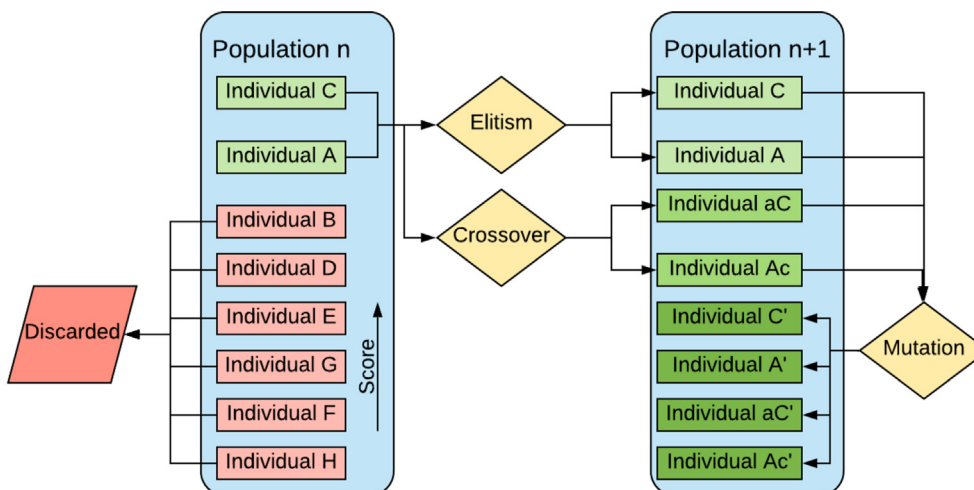 Population n
Individual C
Individual A
Individual B
Individual D
Individual E
Individual G
Individual F
Individual H
Score
Discarded
Elitism
Crossover
Population n+1
Individual C
Individual A
Individual aC
Individual Ac
Individual C'
Individual A'
Individual aC'
Individual Ac'
Mutation